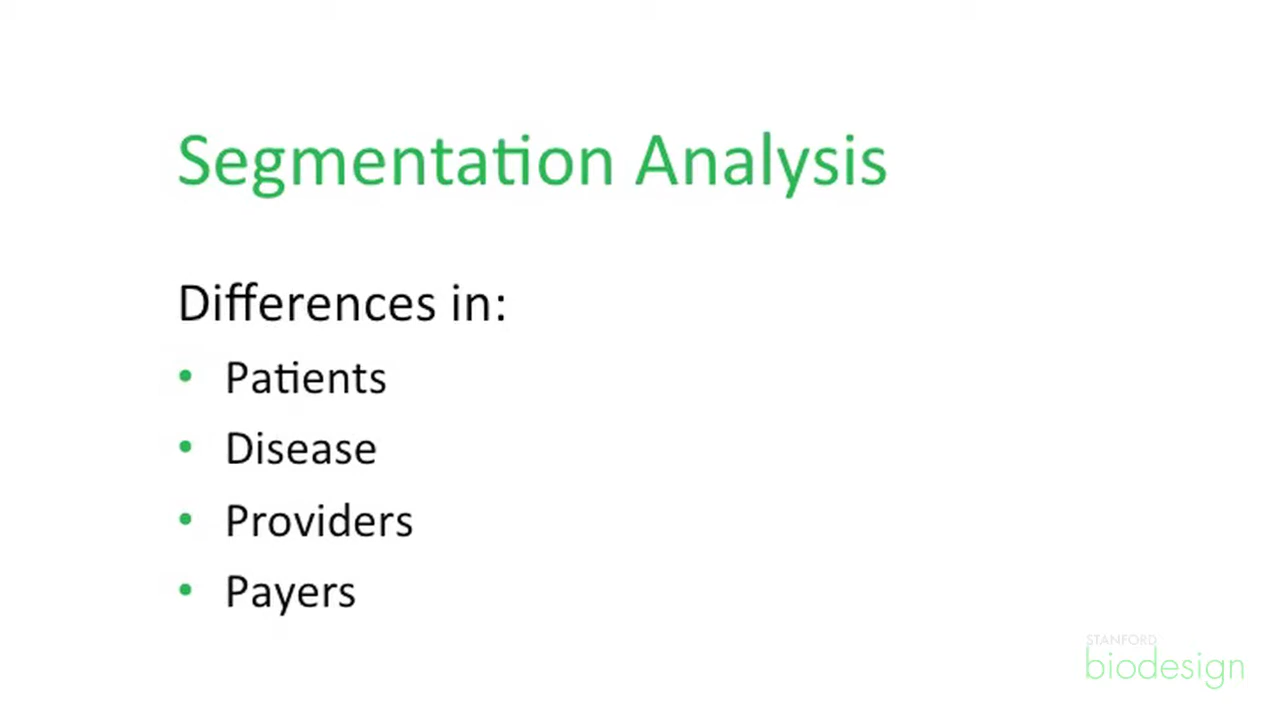 Segmentation Analysis
Differences in:
• Patients
• Disease
• Providers
• Payers
STANFORD
biodesign